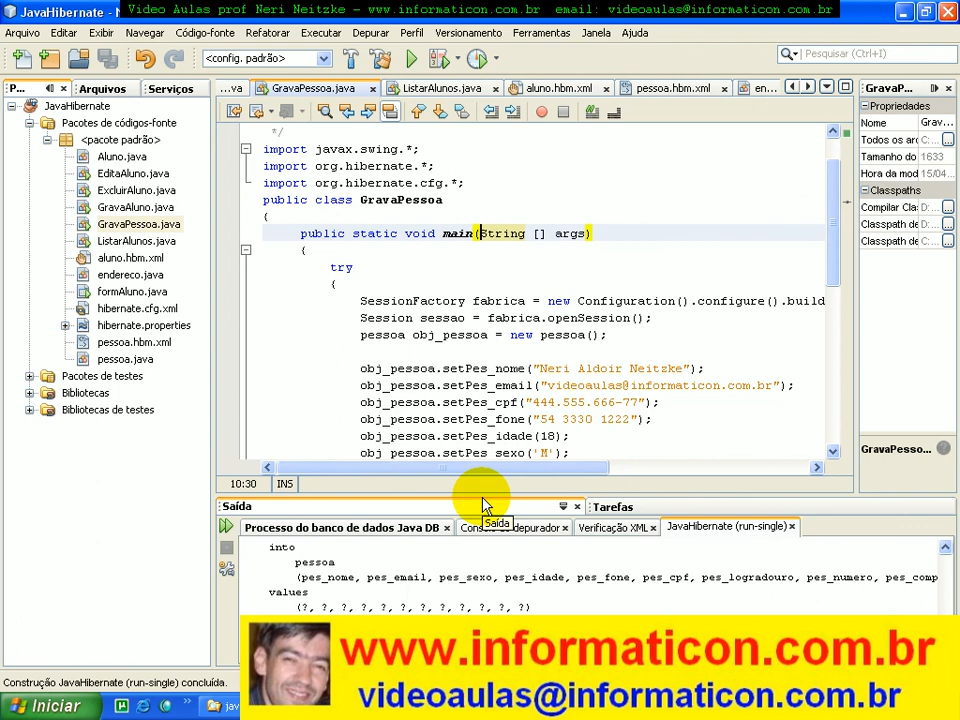 JavaHibernate - N
Video Aulas prof Neri Neitzke – www.informaticon.com.br email: videoaulas@informaticon.com.br
Arquivo Editar Exibir Navegar Código-fonte Refatorar Executar Depurar Perfil Versionamento Ferramentas Janela Ajuda
<config. padrão> Pesquisar (Ctrl+I)
P... Arquivos Serviços
...va GravaPessoa.java ListarAlunos.java aluno.hbm.xml pessoa.hbm.xml en...
GravaP...
JavaHibernate
Pacotes de códigos-fonte
<pacote padrão>
Aluno.java
EditaAluno.java
ExcluirAluno.java
GravaAluno.java
GravaPessoa.java
ListarAlunos.java
aluno.hbm.xml
endereco.java
formAluno.java
hibernate.cfg.xml
hibernate.properties
pessoa.hbm.xml
pessoa.java
Pacotes de testes
Bibliotecas
Bibliotecas de testes
*/
import javax.swing.*;
import org.hibernate.*;
import org.hibernate.cfg.*;
public class GravaPessoa
{
public static void main(String [] args)
{
try
{
SessionFactory fabrica = new Configuration().configure().build
Session sessao = fabrica.openSession();
pessoa obj_pessoa = new pessoa();
obj_pessoa.setPes_nome("Neri Aldoir Neitzke");
obj_pessoa.setPes_email("videoaulas@informaticon.com.br");
obj_pessoa.setPes_cpf("444.555.666-77");
obj_pessoa.setPes_fone("54 3330 1222");
obj_pessoa.setPes_idade(18);
obj_pessoa.setPes_sexo('M');
10:30 INS
Propriedades
Nome Grav...
Todos os arc C:...
Tamanho do 1633
Hora da mod 15/04...
Classpaths
Compilar Cla: D:...
Classpath de D:...
Classpath de C:...
GravaPesso...
Saída
Tarefas
Processo do banco de dados Java DB Console do depurador Verificação XML JavaHibernate (run-single)
Saída
into
pessoa
(pes_nome, pes_email, pes_sexo, pes_idade, pes_fone, pes_cpf, pes_logradouro, pes_numero, pes_comp
values
(?, ?, ?, ?, ?, ?, ?, ?, ?, ?, ?)
www.informaticon.com.br
videoaulas@informaticon.com.br
Construção JavaHibernate (run-single) concluída.
Iniciar
jav